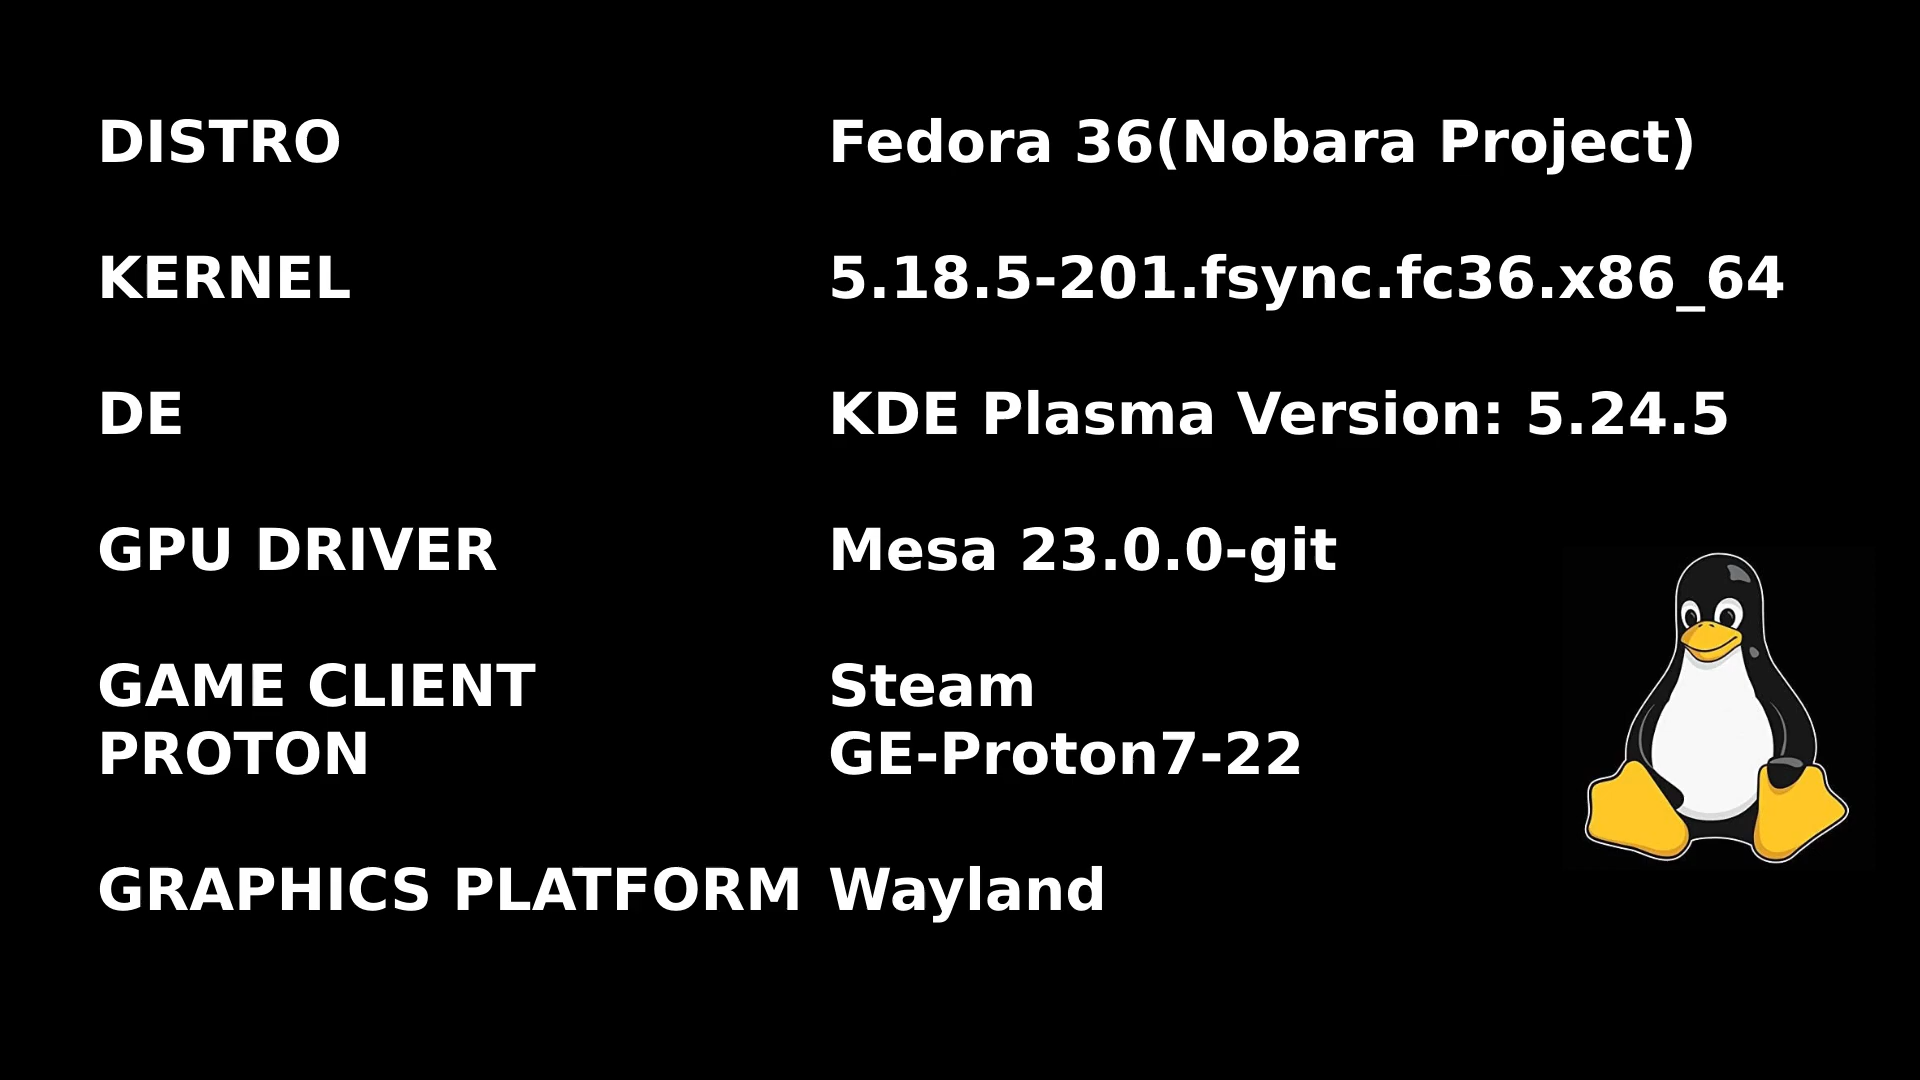 DISTRO Fedora 36(Nobara Project)
KERNEL 5.18.5-201.fsync.fc36.x86_64
DE KDE Plasma Version: 5.24.5
GPU DRIVER Mesa 23.0.0-git
GAME CLIENT Steam
PROTON GE-Proton7-22
GRAPHICS PLATFORM Wayland